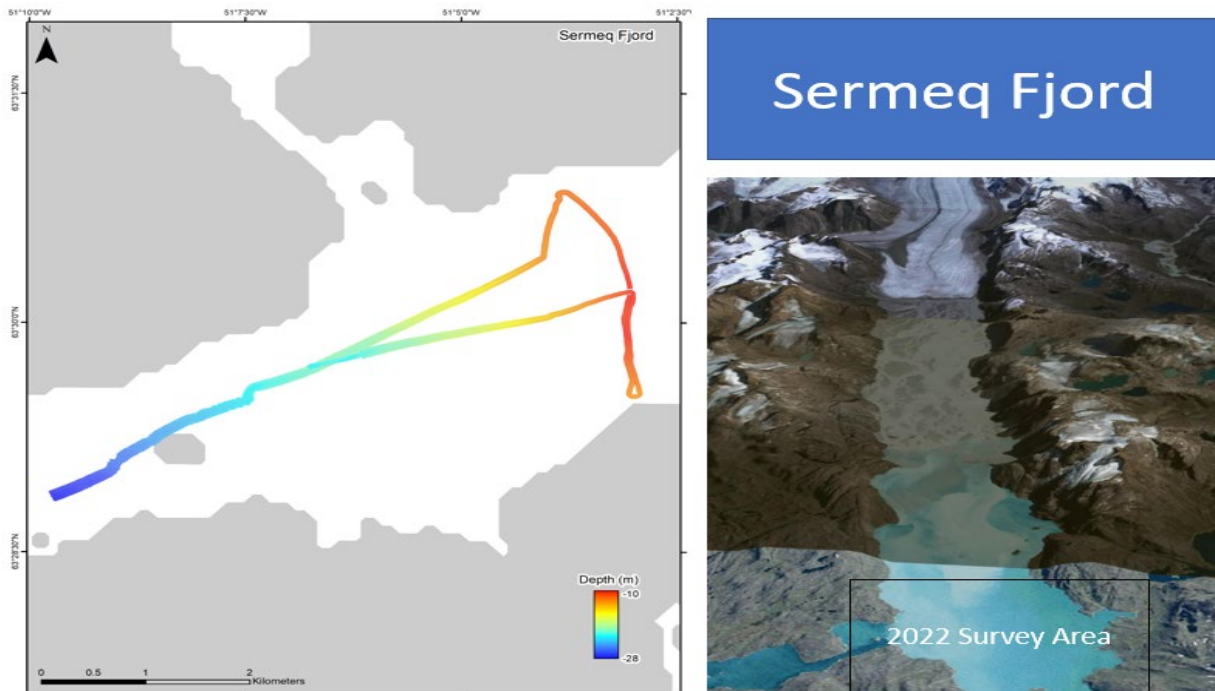 51°10'0"W
51°7'30"W
51°5'0"W
51°2'30"W
N
Sermeq Fjord
63°31'30"N
63°30'0"N
63°28'30"N
Depth (m)
-10
-28
0
0.5
1
2
Kilometers
Sermeq Fjord
2022 Survey Area